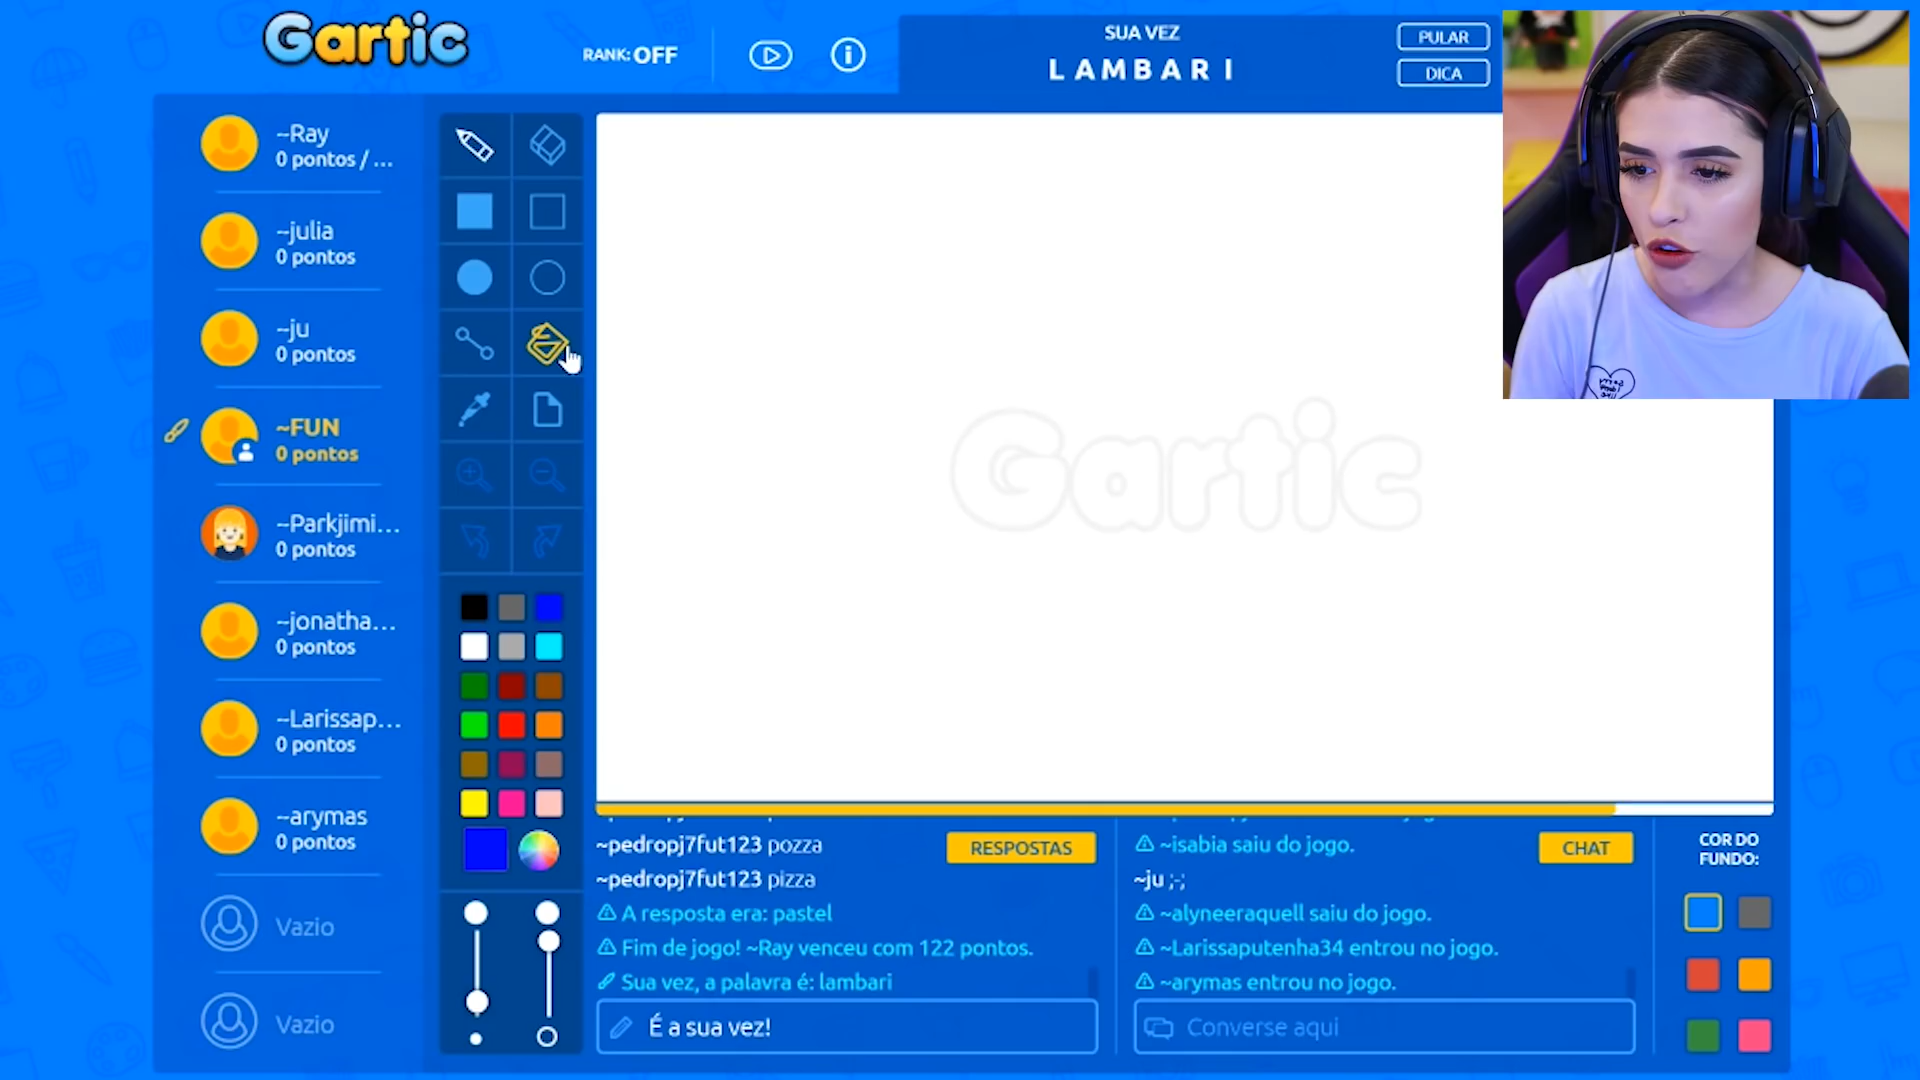 Gartic
RANK: OFF
SUA VEZ
LAMBARI
PULAR
DICA
~Ray
0 pontos / ...
~julia
0 pontos
~ju
0 pontos
~FUN
0 pontos
~Parkjimi...
0 pontos
~jonatha...
0 pontos
~Larissap...
0 pontos
~arymas
0 pontos
Vazio
Vazio
Gartic
~pedropj7fut123 pozza
~pedropj7fut123 pizza
A resposta era: pastel
Fim de jogo! ~Ray venceu com 122 pontos.
Sua vez, a palavra é: lambari
RESPOSTAS
É a sua vez!
~isabia saiu do jogo.
~ju ;-;
~alyneeraquell saiu do jogo.
~Larissaputenha34 entrou no jogo.
~arymas entrou no jogo.
CHAT
Converse aqui
COR DO
FUNDO: